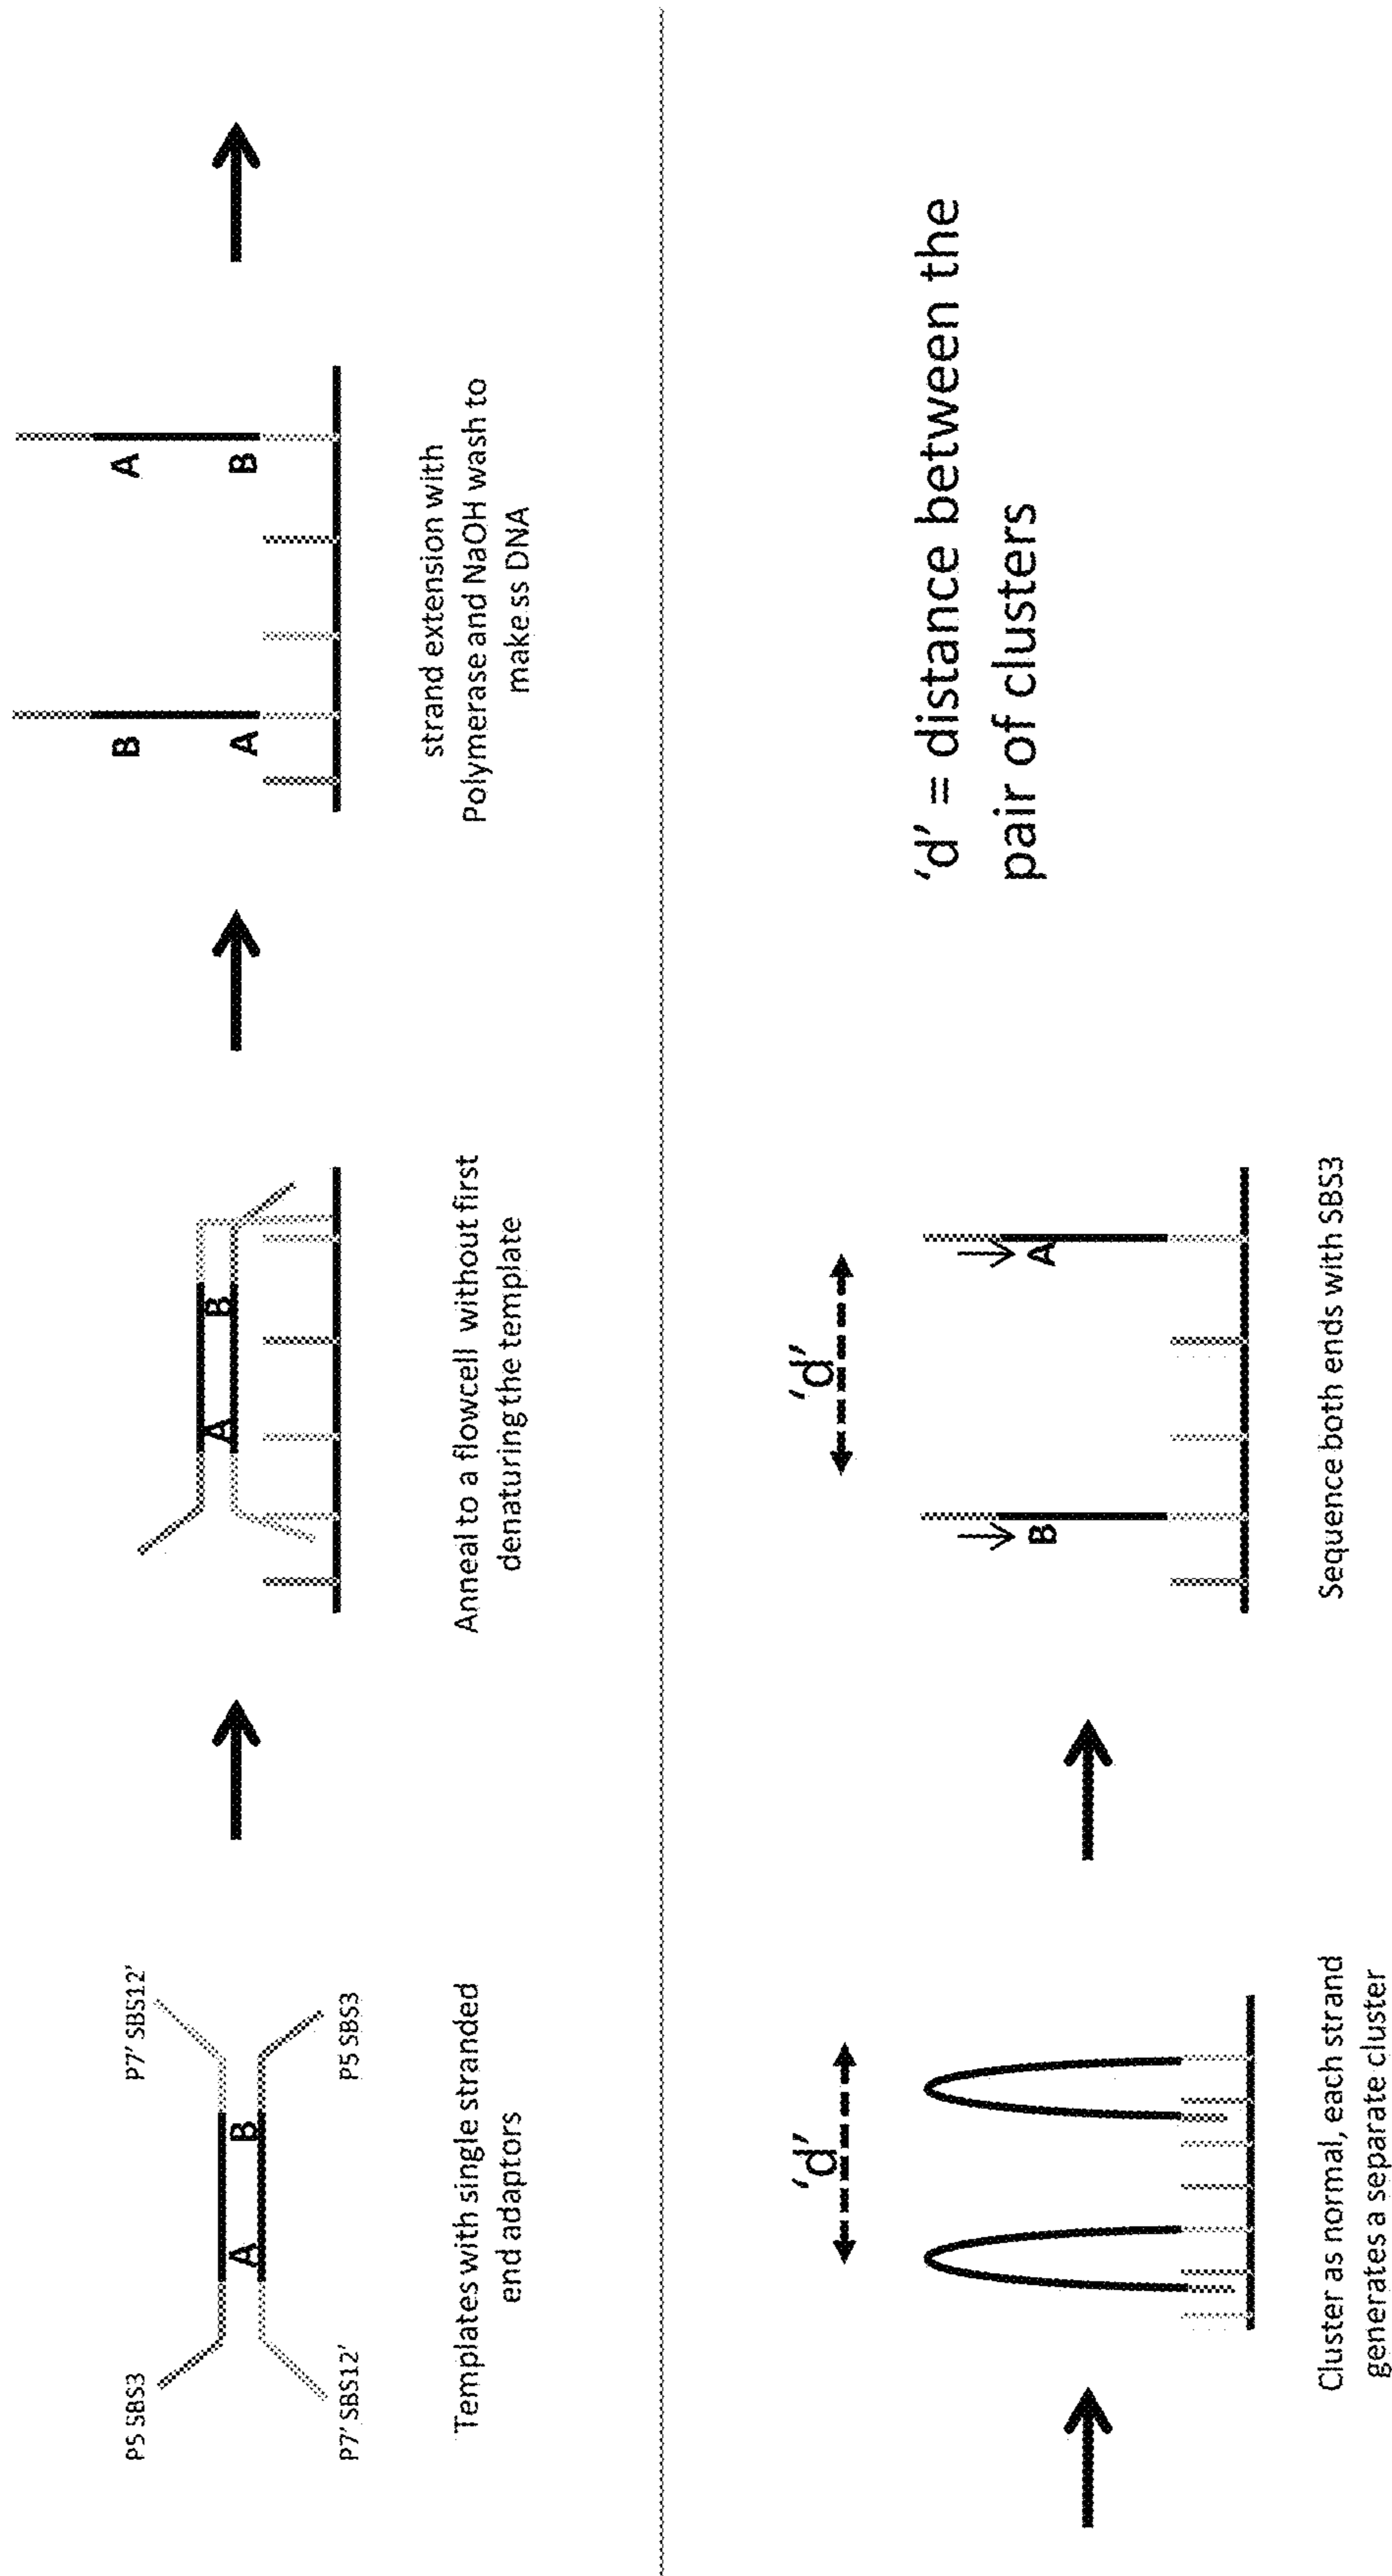 P5 SBS3
P7' SBS12'
A
B
P7' SBS12'
P5 SBS3
Templates with single stranded
end adaptors
A
B
Anneal to a flowcell without first
denaturing the template
B
A
A
B
strand extension with
Polymerase and NaOH wash to
make ss DNA
'd'
Cluster as normal, each strand
generates a separate cluster
'd'
B
A
Sequence both ends with SBS3
'd' = distance between the
pair of clusters